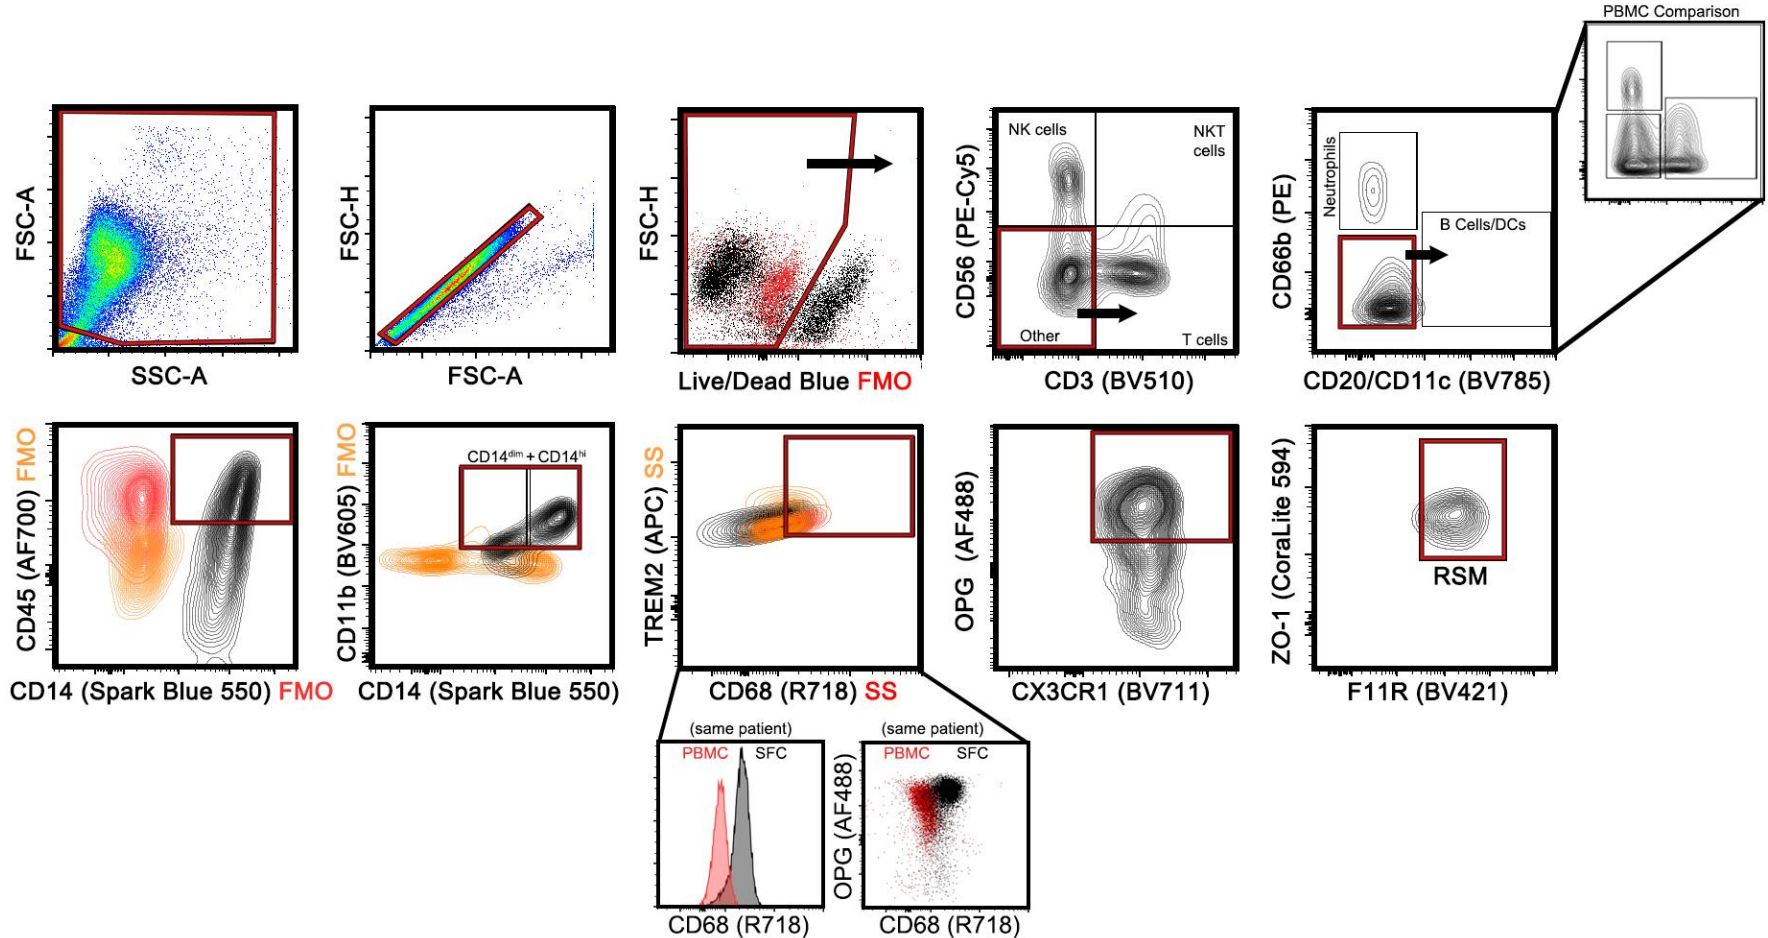 PBMC Comparison
FSC-A
SSC-A
FSC-H
FSC-A
FSC-H
Live/Dead Blue FMO
CD56 (PE-Cy5)
NK cells
NKT
cells
Other
T cells
CD3 (BV510)
CD66b (PE)
Neutrophils
B Cells/DCs
CD20/CD11c (BV785)
CD45 (AF700) FMO
CD14 (Spark Blue 550) FMO
CD11b (BV605) FMO
CD14dim + CD14hi
CD14 (Spark Blue 550)
TREM2 (APC) SS
CD68 (R718) SS
OPG (AF488)
CX3CR1 (BV711)
ZO-1 (CoraLite 594)
RSM
F11R (BV421)
(same patient)
PBMC SFC
CD68 (R718)
(same patient)
PBMC SFC
OPG (AF488)
CD68 (R718)